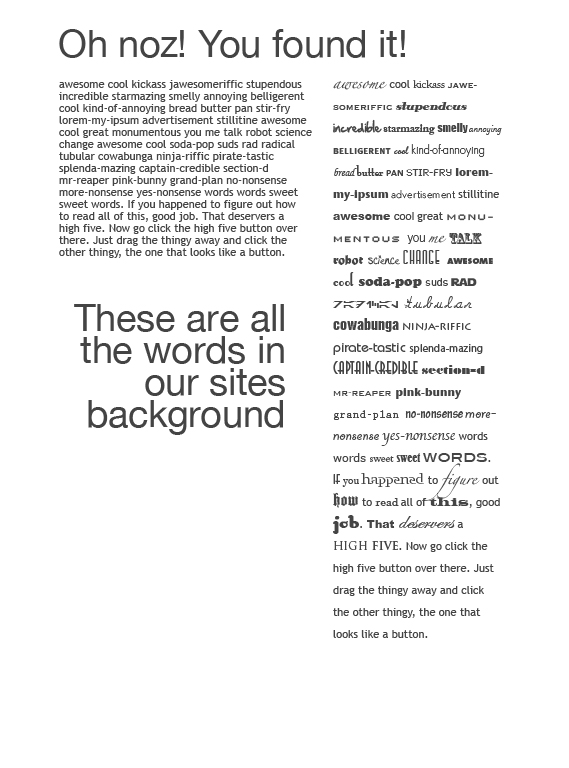 Oh noz! You found it!
awesome cool kickass jawesomeriffic stupendous
incredible starmazing smelly annoying belligerent
cool kind-of-annoying bread butter pan stir-fry
lorem-my-ipsum advertisement stillitine awesome
cool great monumentous you me talk robot science
change awesome cool soda-pop suds rad radical
tubular cowabunga ninja-riffic pirate-tastic
splenda-mazing captain-credible section-d
mr-reaper pink-bunny grand-plan no-nonsense
more-nonsense yes-nonsense words words sweet
sweet words. If you happened to figure out how
to read all of this, good job. That deserves a
high five. Now go click the high five button over
there. Just drag the thingy away and click the
other thingy, the one that looks like a button.
These are all
the words in
our sites
background
awesome cool kickass JAWE-
SOMERIFFIC stupendous
incredible starmazing smelly annoying
BELLIGERENT cool kind-of-annoying
bread butter PAN STIR-FRY lorem-
my-ipsum advertisement stillitine
awesome cool great MONU-
MENTOUS you me TALK
robot science CHANGE AWESOME
cool soda-pop suds RAD
tubular
cowabunga NINJA-RIFFIC
pirate-tastic splenda-mazing
CAPTAIN-CREDIBLE section-d
MR-REAPER pink-bunny
grand-plan no-nonsense more-
nonsense yes-nonsense words
words sweet sweet WORDS.
If you happened to figure out
how to read all of this, good
job. That deserves a
HIGH FIVE. Now go click the
high five button over there. Just
drag the thingy away and click
the other thingy, the one that
looks like a button.